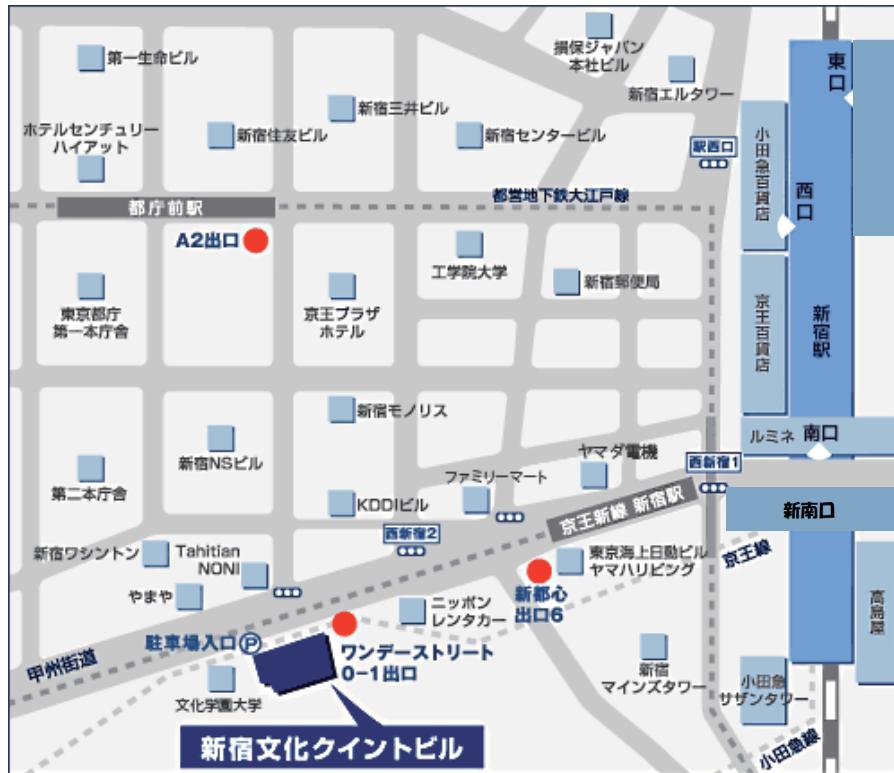 第一生命ビル
損保ジャパン
本社ビル
新宿エルタワー
東口
ホテルセンチュリー
ハイアット
新宿住友ビル
新宿三井ビル
新宿センタービル
駅西口
小田急百貨店
西口
都庁前駅
都営地下鉄大江戸線
A2出口
工学院大学
新宿郵便局
東京都庁
第一本庁舎
京王プラザ
ホテル
京王百貨店
新宿駅
新宿モノリス
新宿NSビル
ルミネ 南口
第二本庁舎
KDDIビル
ファミリーマート
ヤマダ電機
西新宿1
京王新線 新宿駅
新南口
西新宿2
新宿ワシントン
Tahitian
NONI
東京海上日動ビル
ヤマハリビング
京王線
やまや
ニッポン
レンタカー
新都心
出口6
高島屋
甲州街道
駐車場入口
P
ワンデーストリート
0-1出口
文化学園大学
新宿
マインズタワー
小田急
サザンタワー
新宿文化クイントビル
小田急線